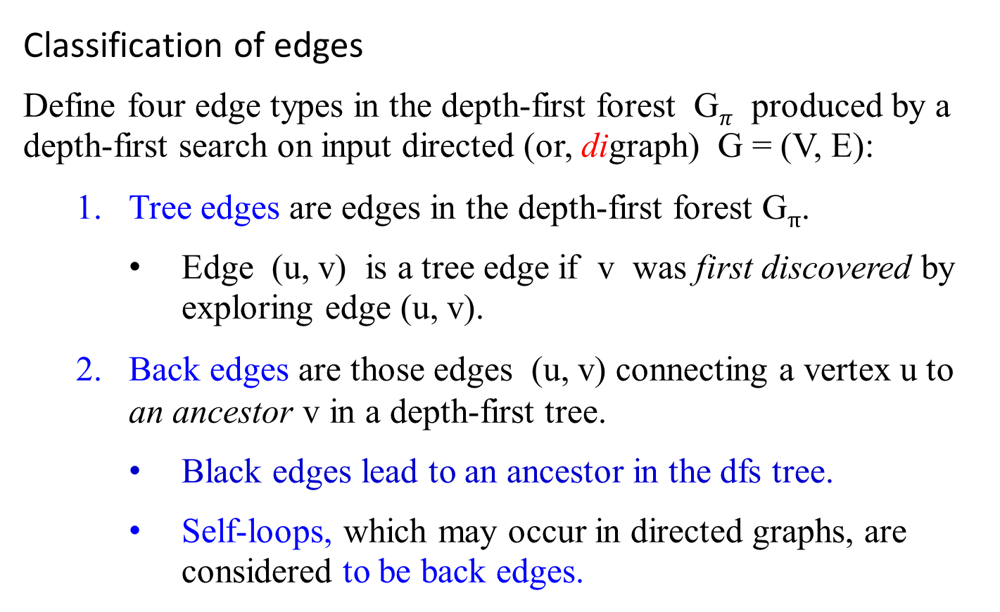 Classification of edges
Define four edge types in the depth-first forest G𝜋 produced by a
depth-first search on input directed (or, digraph) G = (V, E):
1. Tree edges are edges in the depth-first forest Gπ.
• Edge (u, v) is a tree edge if v was first discovered by
exploring edge (u, v).
2. Back edges are those edges (u, v) connecting a vertex u to
an ancestor v in a depth-first tree.
• Black edges lead to an ancestor in the dfs tree.
• Self-loops, which may occur in directed graphs, are
considered to be back edges.